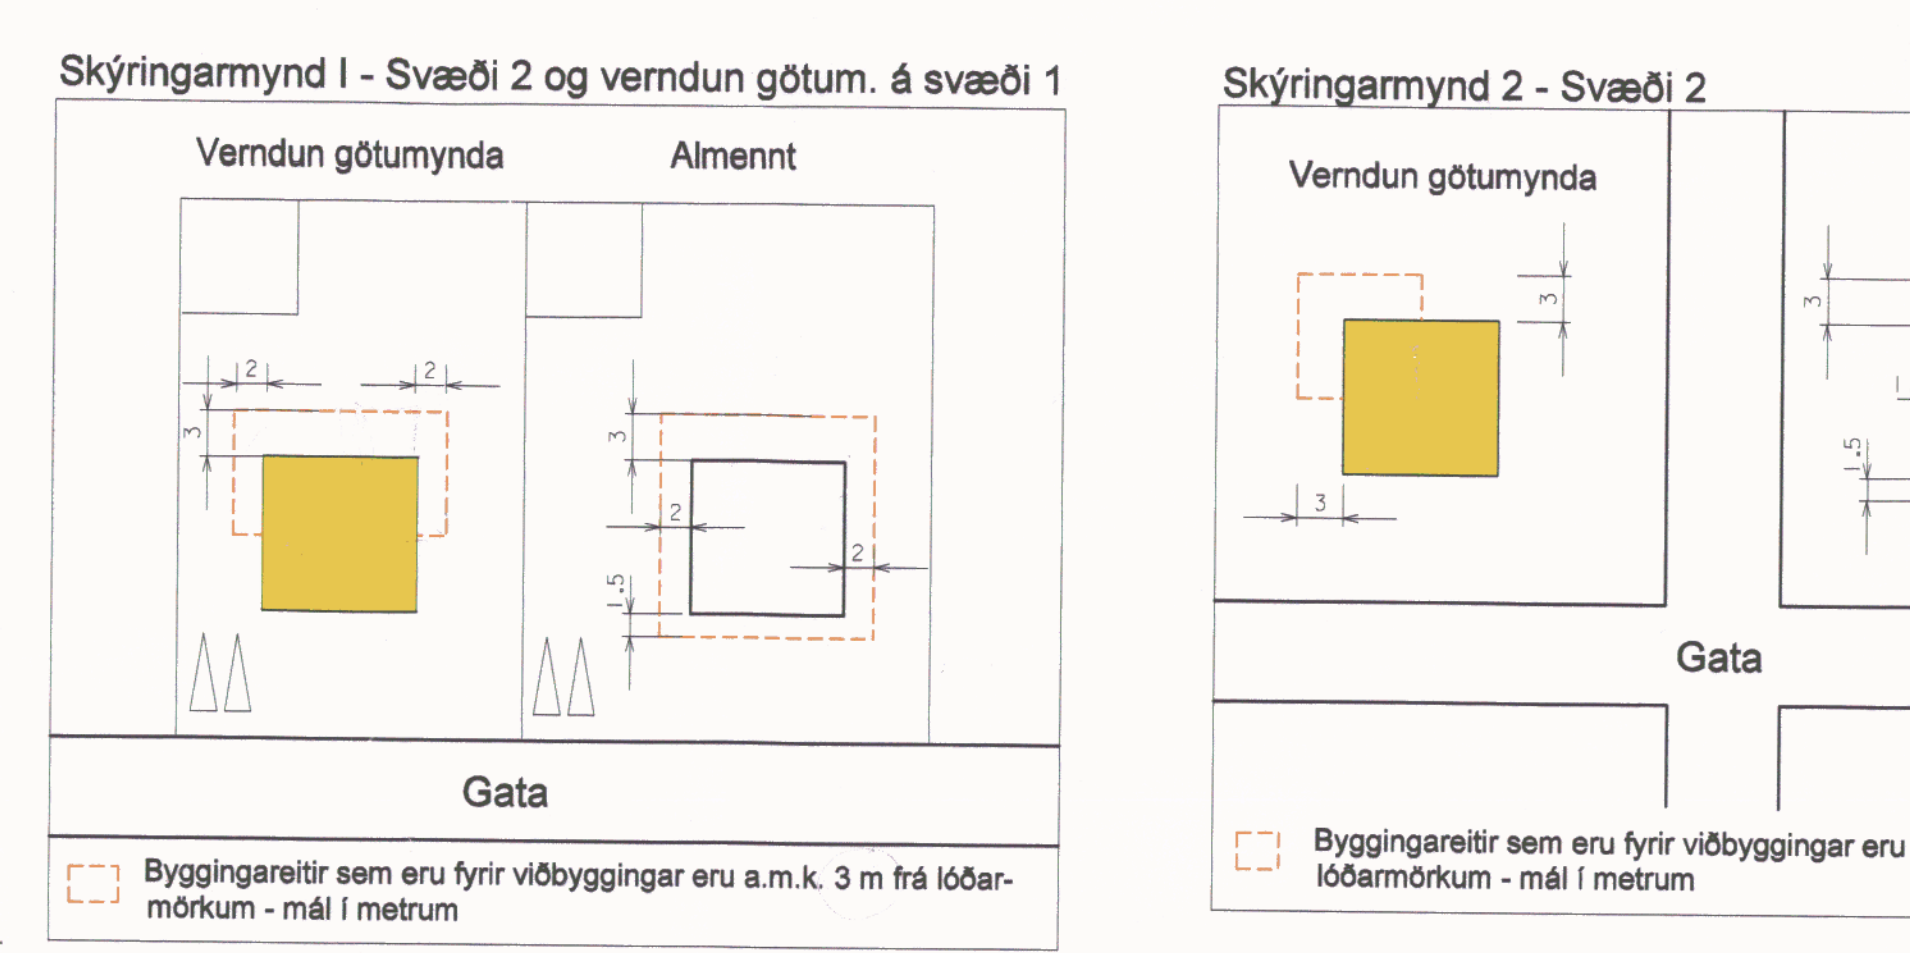 Skýringarmynd I - Svæði 2 og verndun götum. á svæði 1
Verndun götumynda
Almennt
2
2
3
3
2
2
1.5
Gata
Byggingareitir sem eru fyrir viðbyggingar eru a.m.k. 3 m frá lóðar-
mörkum - mál í metrum
Skýringarmynd 2 - Svæði 2
Verndun götumynda
3
3
3
1.5
Gata
Byggingareitir sem eru fyrir viðbyggingar eru
lóðarmörkum - mál í metrum